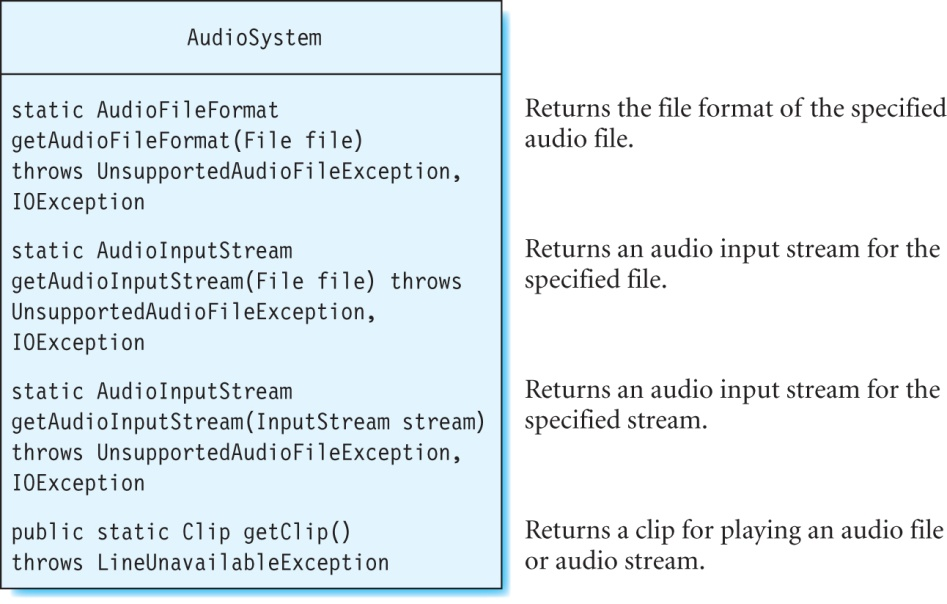 AudioSystem
static AudioFileFormat
getAudioFileFormat(File file)
throws UnsupportedAudioFileException,
IOException
Returns the file format of the specified
audio file.
static AudioInputStream
getAudioInputStream(File file) throws
UnsupportedAudioFileException,
IOException
Returns an audio input stream for the
specified file.
static AudioInputStream
getAudioInputStream(InputStream stream)
throws UnsupportedAudioFileException,
IOException
Returns an audio input stream for the
specified stream.
public static Clip getClip()
throws LineUnavailableException
Returns a clip for playing an audio file
or audio stream.